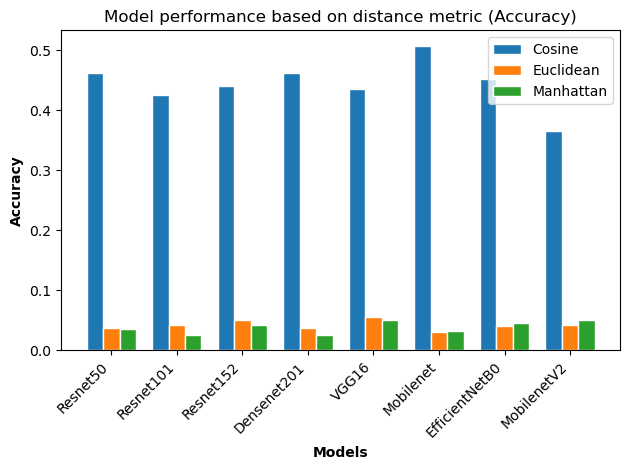 Model performance based on distance metric (Accuracy)
Cosine
Euclidean
Manhattan
0.5
0.4
0.3
0.2
0.1
0.0
Accuracy
Resnet50
Resnet101
Resnet152
Densenet201
VGG16
Mobilenet
EfficientNetB0
MobilenetV2
Models